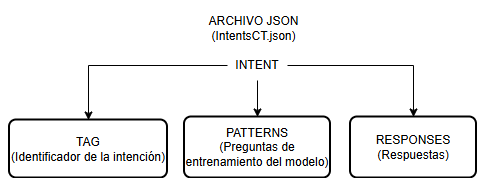 ARCHIVO JSON
(IntentsCT.json)
INTENT
TAG
(Identificador de la intención)
PATTERNS
(Preguntas de
entrenamiento del modelo)
RESPONSES
(Respuestas)